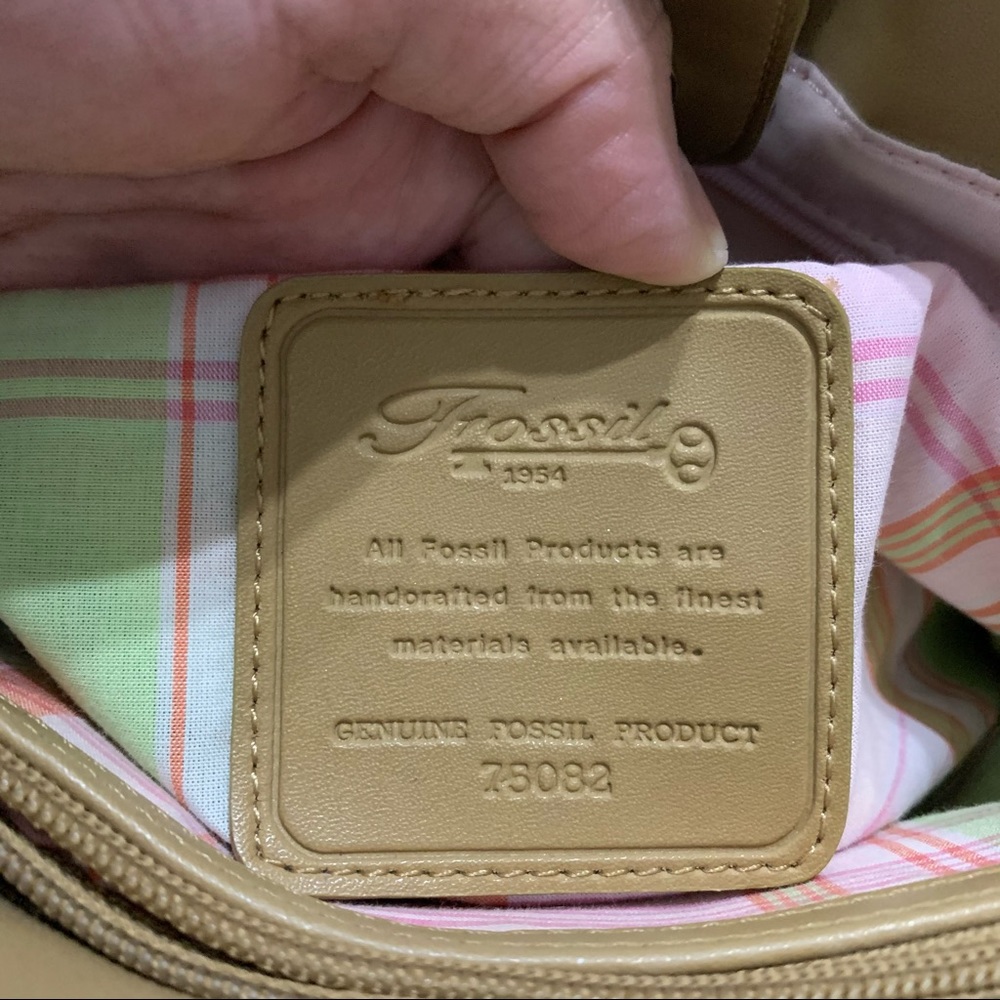 Fossil
1954
All Fossil Products are
handcrafted from the finest
materials available.
GENUINE FOSSIL PRODUCT
75082